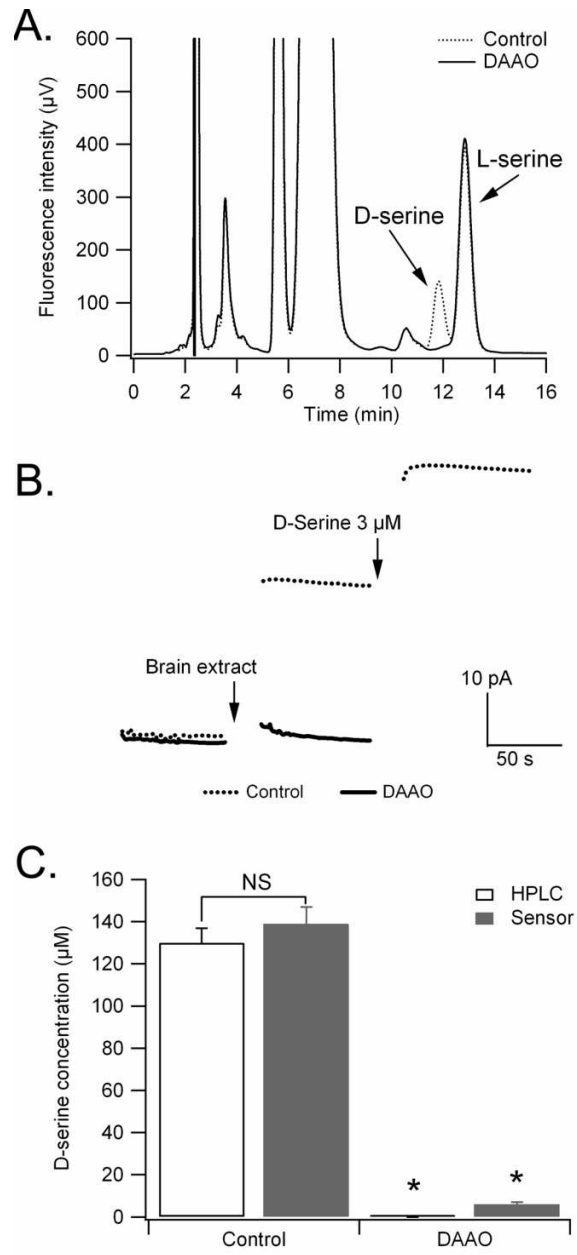 A.
600
500
400
300
200
100
0
Fluorescence intensity (µV)
Control
DAAO
L-serine
D-serine
0 2 4 6 8 10 12 14 16
Time (min)
B.
D-Serine 3 µM
Brain extract
10 pA
50 s
Control DAAO
C.
160
140
120
100
80
60
40
20
0
D-serine concentration (µM)
NS
HPLC
Sensor
* *
Control DAAO